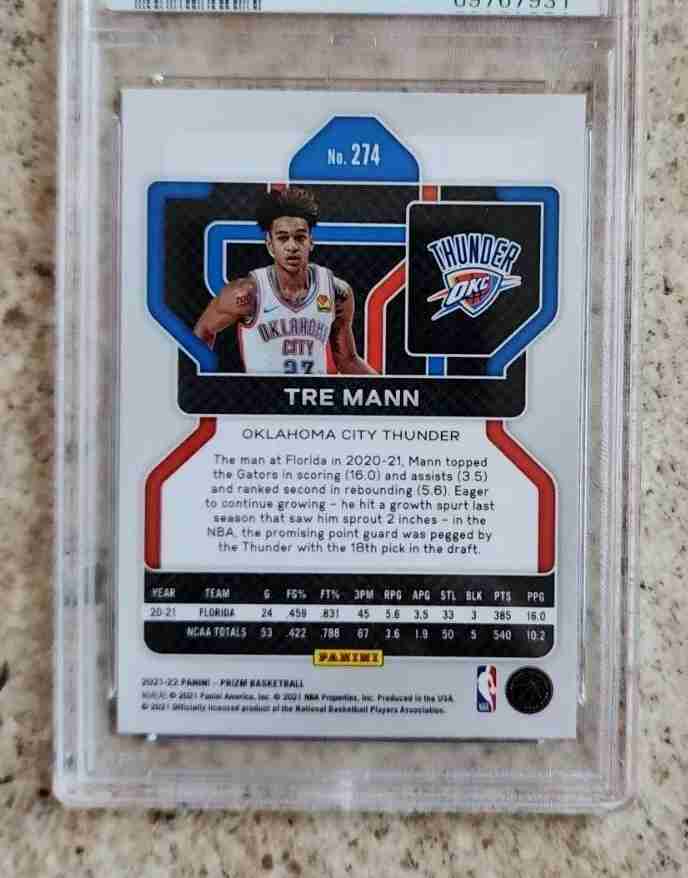 No. 274
THUNDER
OKC
OKLAHOMA
CITY
23
TRE MANN
OKLAHOMA CITY THUNDER
The man at Florida in 2020-21, Mann topped
the Gators in scoring (16.0) and assists (3.5)
and ranked second in rebounding (5.6). Eager
to continue growing – he hit a growth spurt last
season that saw him sprout 2 inches – in the
NBA, the promising point guard was pegged by
the Thunder with the 18th pick in the draft.
YEAR TEAM G FG% FT% 3PM RPG APG STL BLK PTS PPG
20-21 FLORIDA 24 .459 .831 45 5.6 3.5 33 3 385 16.0
NCAA TOTALS 53 .422 .788 67 3.6 1.9 50 5 540 10.2
PANINI
2021-22 PANINI - PRIZM BASKETBALL
© 2021 Panini America, Inc. © 2021 NBA Properties, Inc. Produced in the USA.
© 2021 Officially licensed product of the National Basketball Players Association.